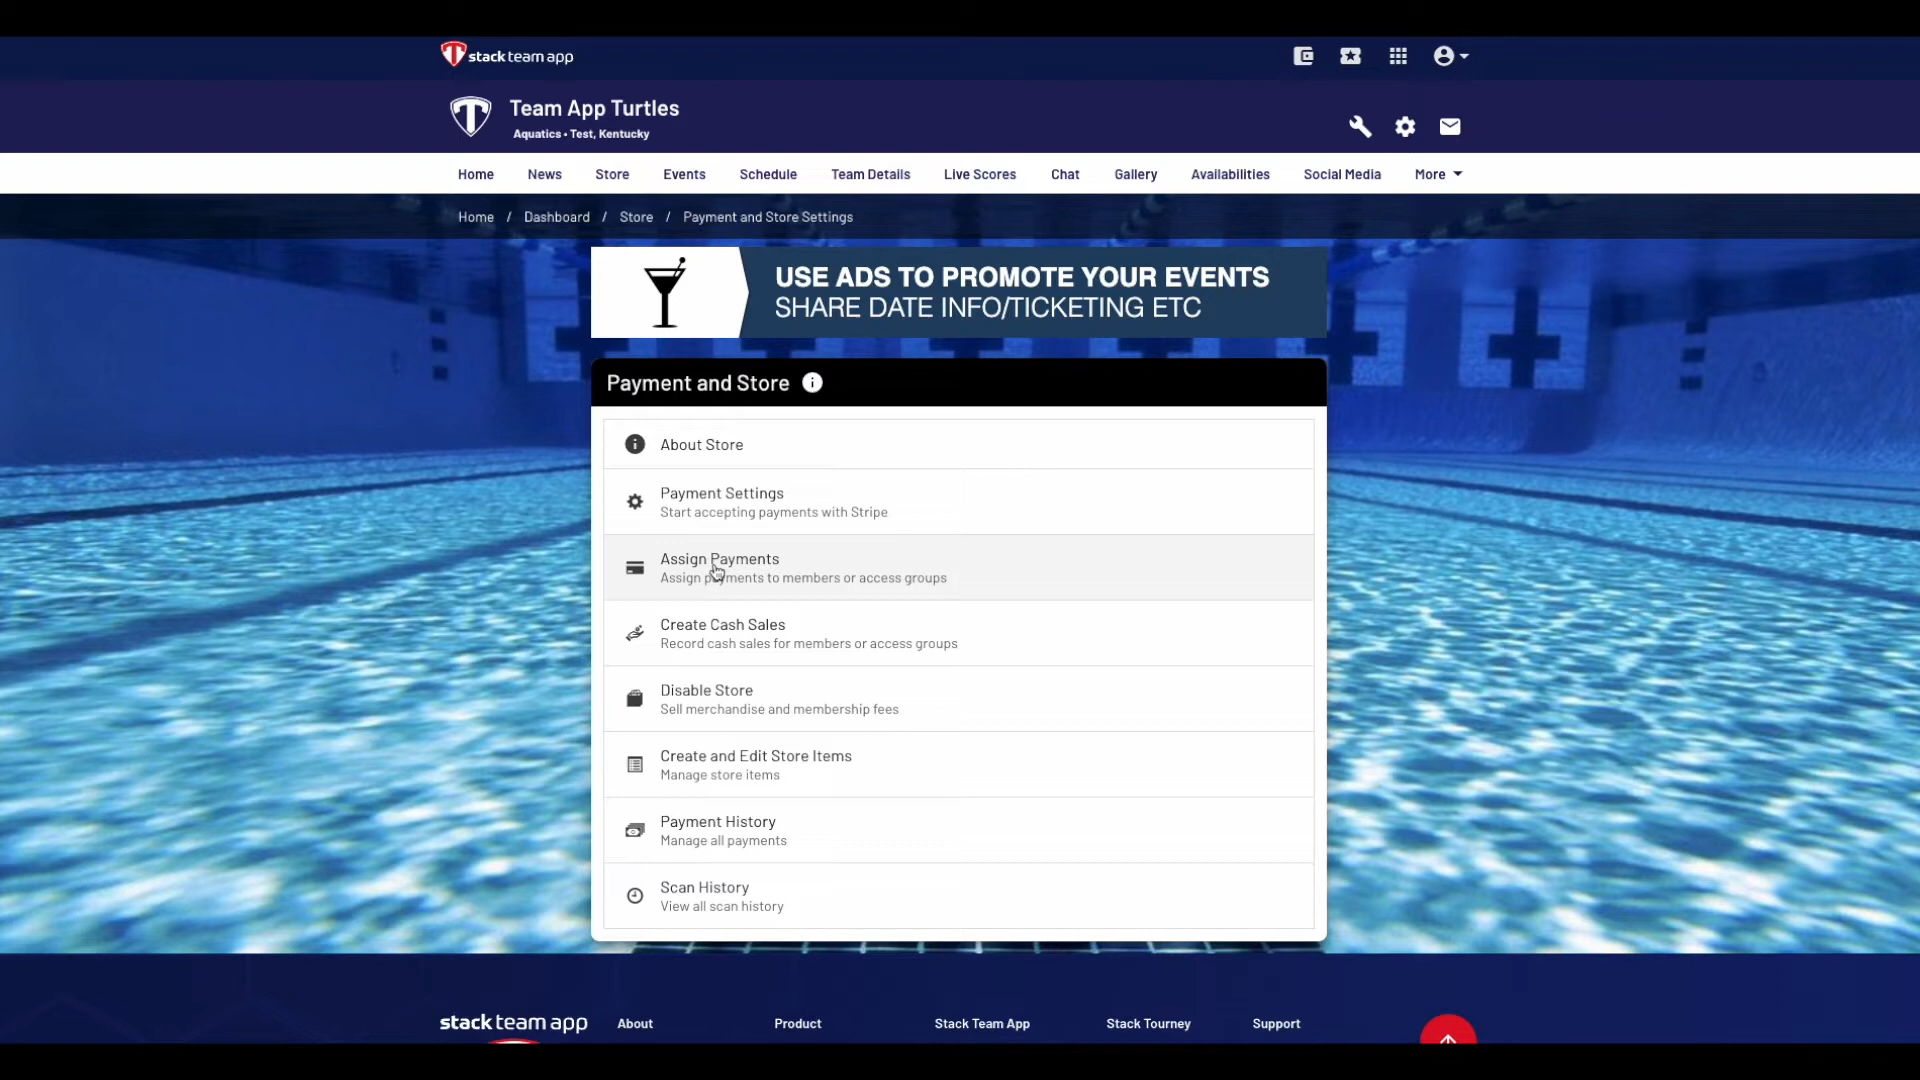 stack team app
Team App Turtles
Aquatics • Test, Kentucky
Home News Store Events Schedule Team Details Live Scores Chat Gallery Availabilities Social Media More
Home / Dashboard / Store / Payment and Store Settings
USE ADS TO PROMOTE YOUR EVENTS
SHARE DATE INFO/TICKETING ETC
Payment and Store
About Store
Payment Settings
Start accepting payments with Stripe
Assign Payments
Assign payments to members or access groups
Create Cash Sales
Record cash sales for members or access groups
Disable Store
Sell merchandise and membership fees
Create and Edit Store Items
Manage store items
Payment History
Manage all payments
Scan History
View all scan history
stack team app About Product Stack Team App Stack Tourney Support